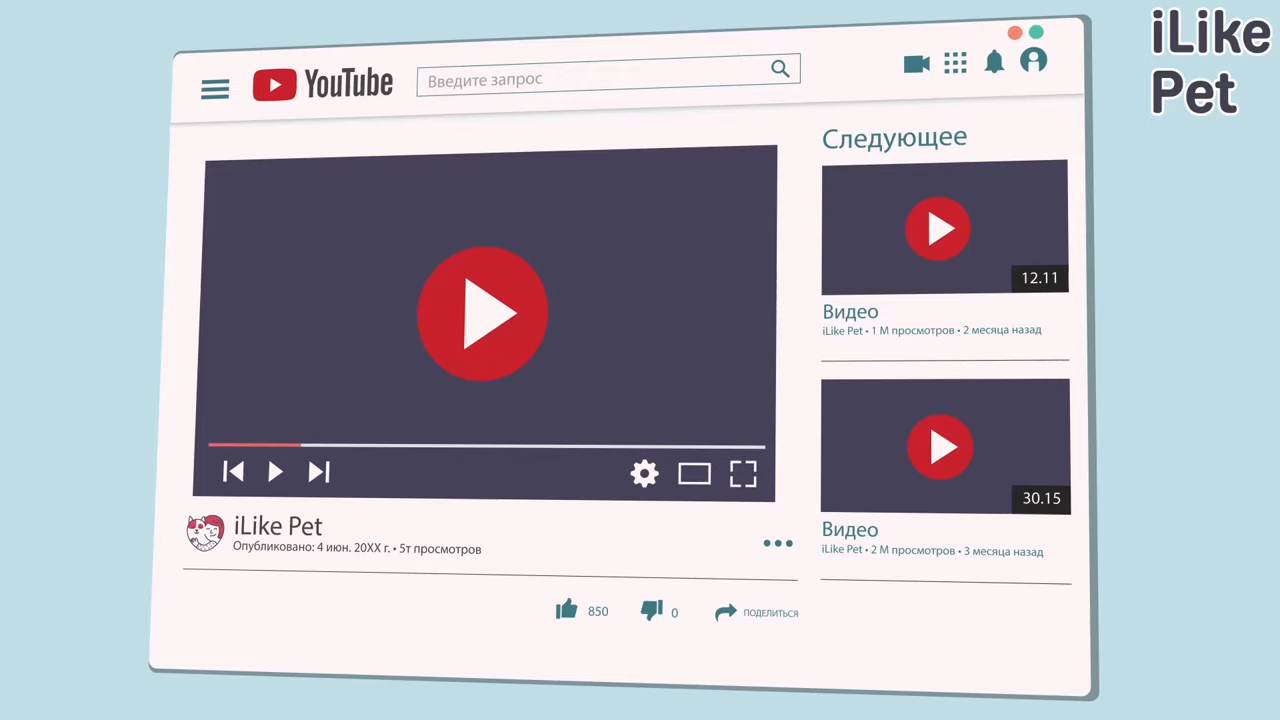 iLike
Pet
YouTube
Введите запрос
Следующее
12.11
Видео
iLike Pet • 1 М просмотров • 2 месяца назад
30.15
Видео
iLike Pet • 2 М просмотров • 3 месяца назад
iLike Pet
Опубликовано: 4 июн. 20XX г. • 5т просмотров
850
0
ПОДЕЛИТЬСЯ